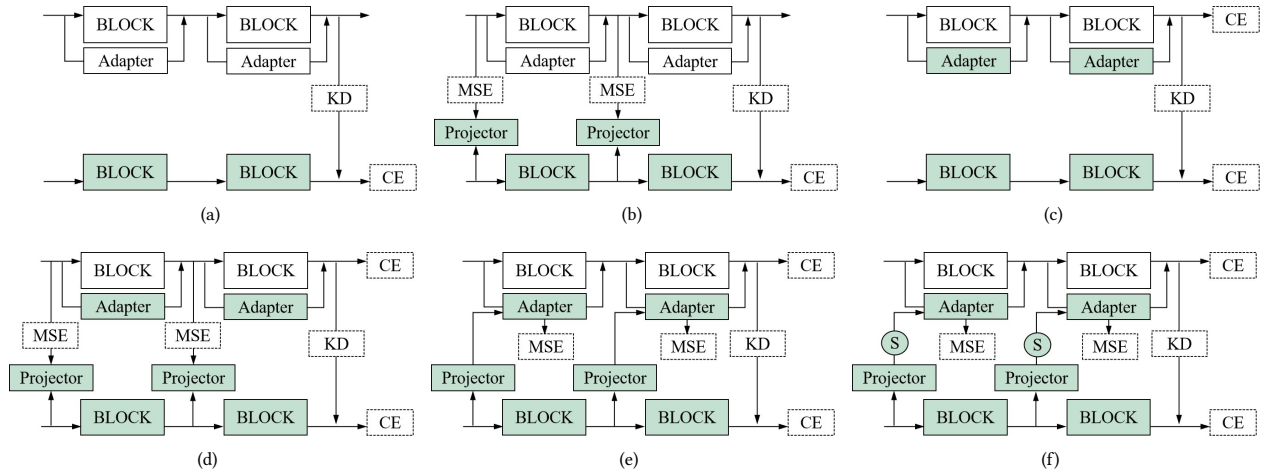 BLOCK BLOCK
Adapter Adapter
KD
BLOCK BLOCK CE
(a)
BLOCK BLOCK
Adapter Adapter
MSE MSE KD
Projector Projector
BLOCK BLOCK CE
(b)
BLOCK BLOCK CE
Adapter Adapter
KD
BLOCK BLOCK CE
(c)
BLOCK BLOCK CE
Adapter Adapter
MSE MSE KD
Projector Projector
BLOCK BLOCK CE
(d)
BLOCK BLOCK CE
Adapter Adapter
MSE MSE KD
Projector Projector
BLOCK BLOCK CE
(e)
BLOCK BLOCK CE
Adapter Adapter
S MSE S MSE KD
Projector Projector
BLOCK BLOCK CE
(f)